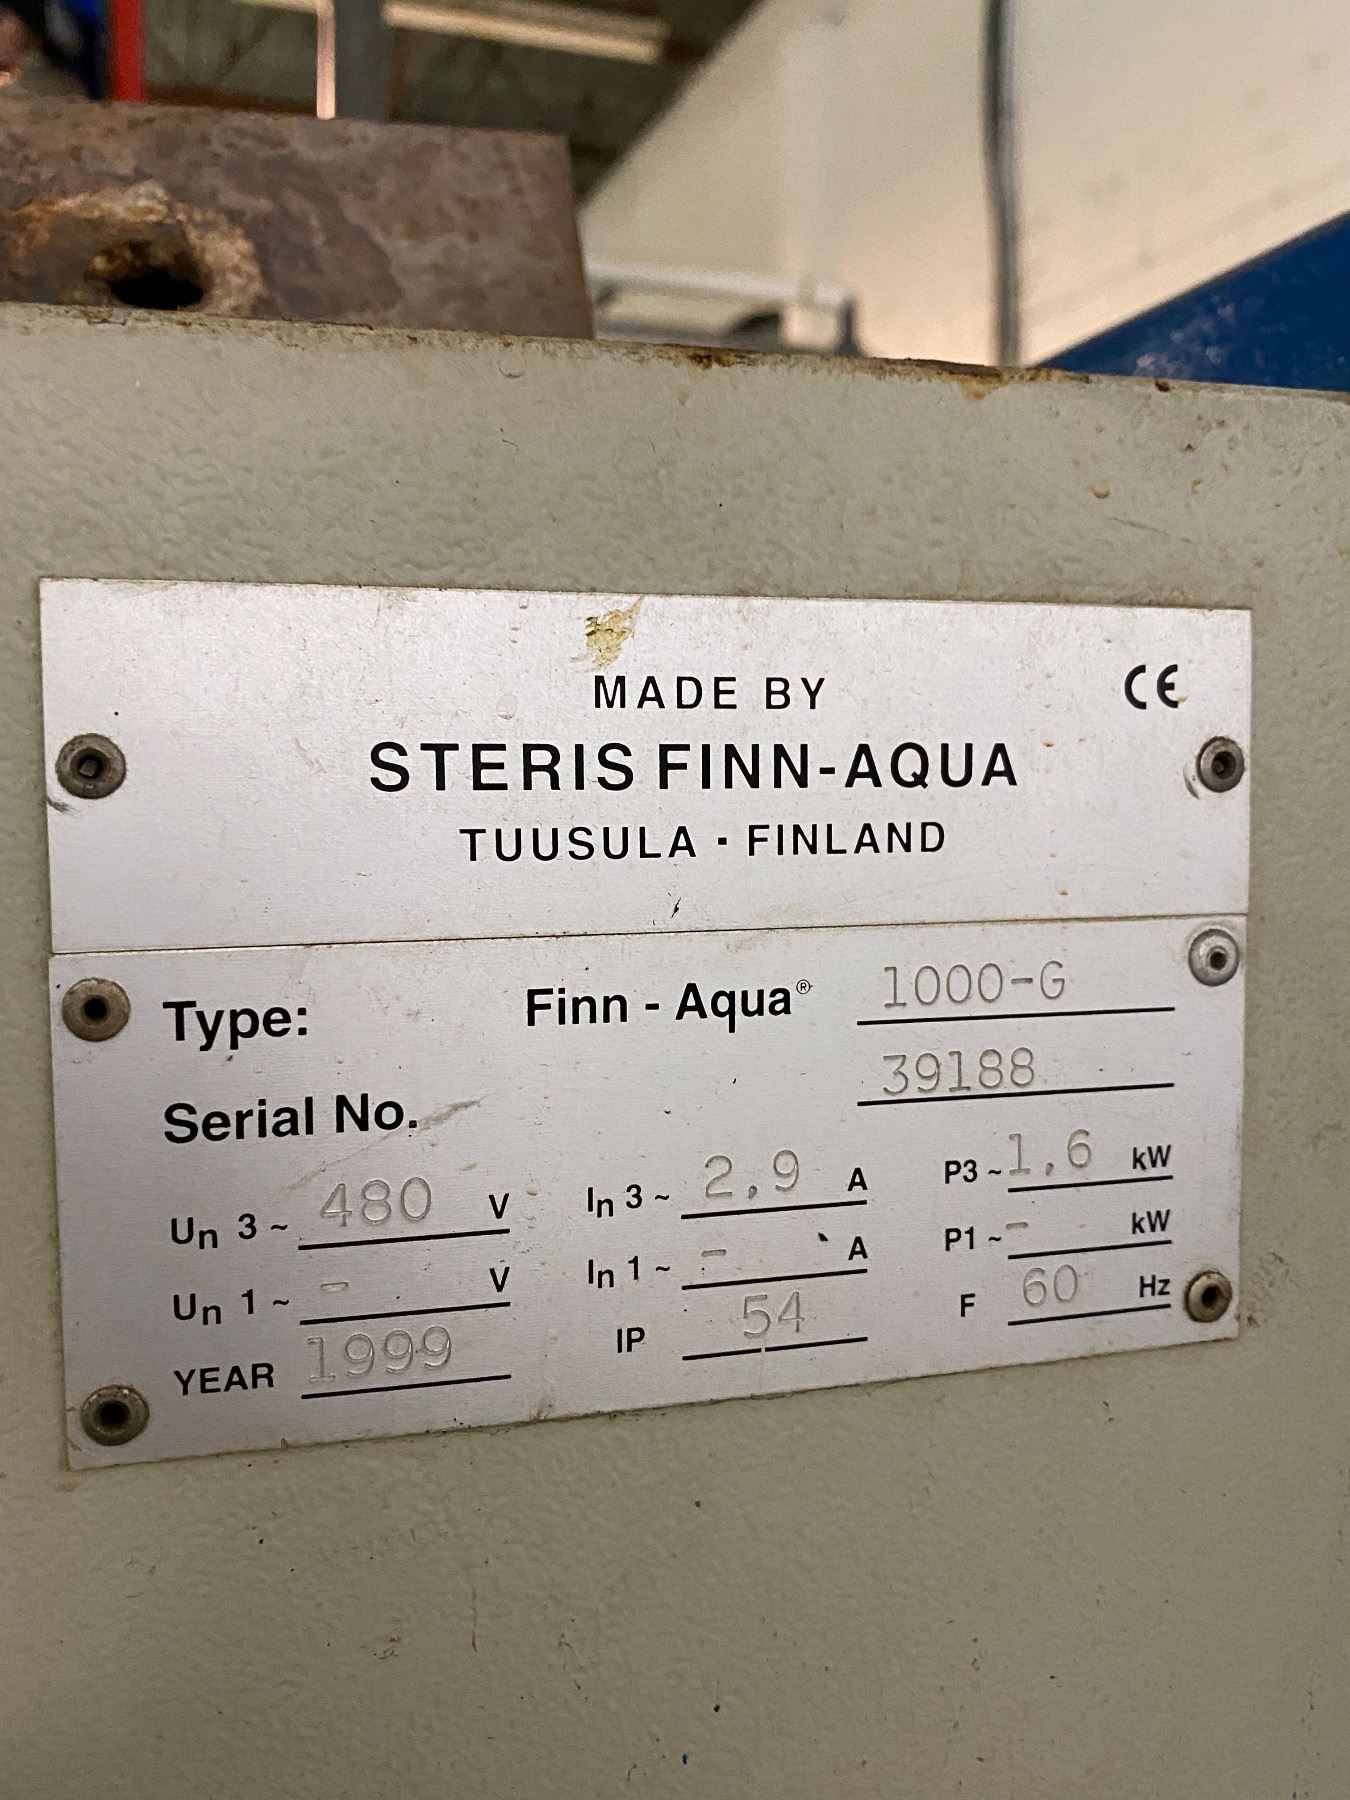 MADE BY CE
STERIS FINN-AQUA
TUUSULA · FINLAND
Type: Finn - Aqua® 1000-G
Serial No. 39188
Un 3 ~ 480 V In 3 ~ 2,9 A P3 ~ 1,6 kW
Un 1 ~ - V In 1 ~ - A P1 ~ - kW
YEAR 1999 IP 54 F 60 Hz